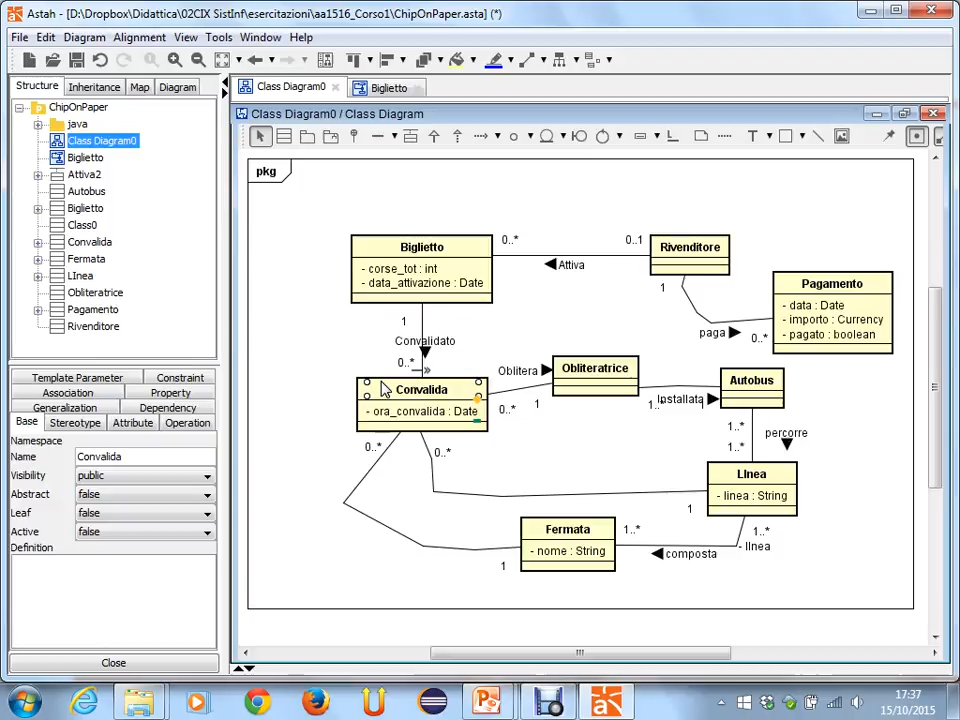 Astah - [D:\Dropbox\Didattica\02CIX SistInf\esercitazioni\aa1516_Corso1\ChipOnPaper.asta] (*)
File Edit Diagram Alignment View Tools Window Help
Structure Inheritance Map Diagram
ChipOnPaper
java
Class Diagram0
Biglietto
Attiva2
Autobus
Biglietto
Class0
Convalida
Fermata
LInea
Obliteratrice
Pagamento
Rivenditore
Template Parameter Constraint
Association Property
Generalization Dependency
Base Stereotype Attribute Operation
Namespace
Name Convalida
Visibility public
Abstract false
Leaf false
Active false
Definition
Close
Class Diagram0 Biglietto
Class Diagram0 / Class Diagram
pkg
Biglietto
- corse_tot : int
- data_attivazione : Date
0..* 0..1
Attiva
Rivenditore
1
paga
0..*
Pagamento
- data : Date
- importo : Currency
- pagato : boolean
1
Convalidato
0..*
Convalida
- ora_convalida : Date
Oblitera
0..* 1
Obliteratrice
Installata
1..
Autobus
1..*
percorre
1..*
0..* 0..*
LInea
- linea : String
1
1..*
- lInea
composta
1..*
Fermata
- nome : String
1
17:37
15/10/2015